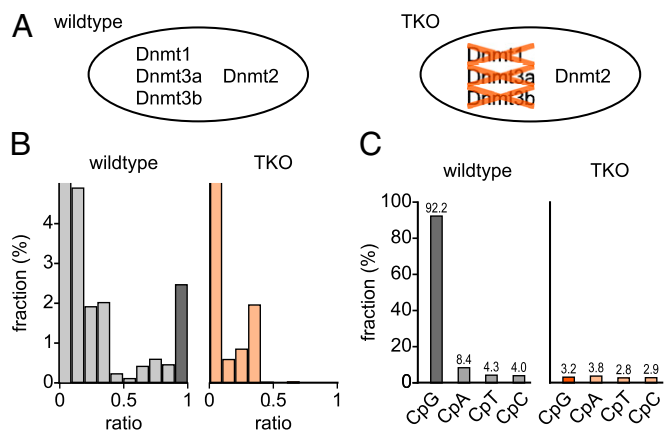 A
wildtype
TKO
Dnmt1
Dnmt3a
Dnmt3b
Dnmt2
Dnmt1
Dnmt3a
Dnmt3b
Dnmt2
B
wildtype
TKO
fraction (%)
4
3
2
1
0
0
0.5
1
ratio
0
0.5
1
ratio
C
wildtype
TKO
fraction (%)
100
80
60
40
20
0
92.2
8.4
4.3
4.0
CpG
CpA
CpT
CpC
3.2
3.8
2.8
2.9
CpG
CpA
CpT
CpC